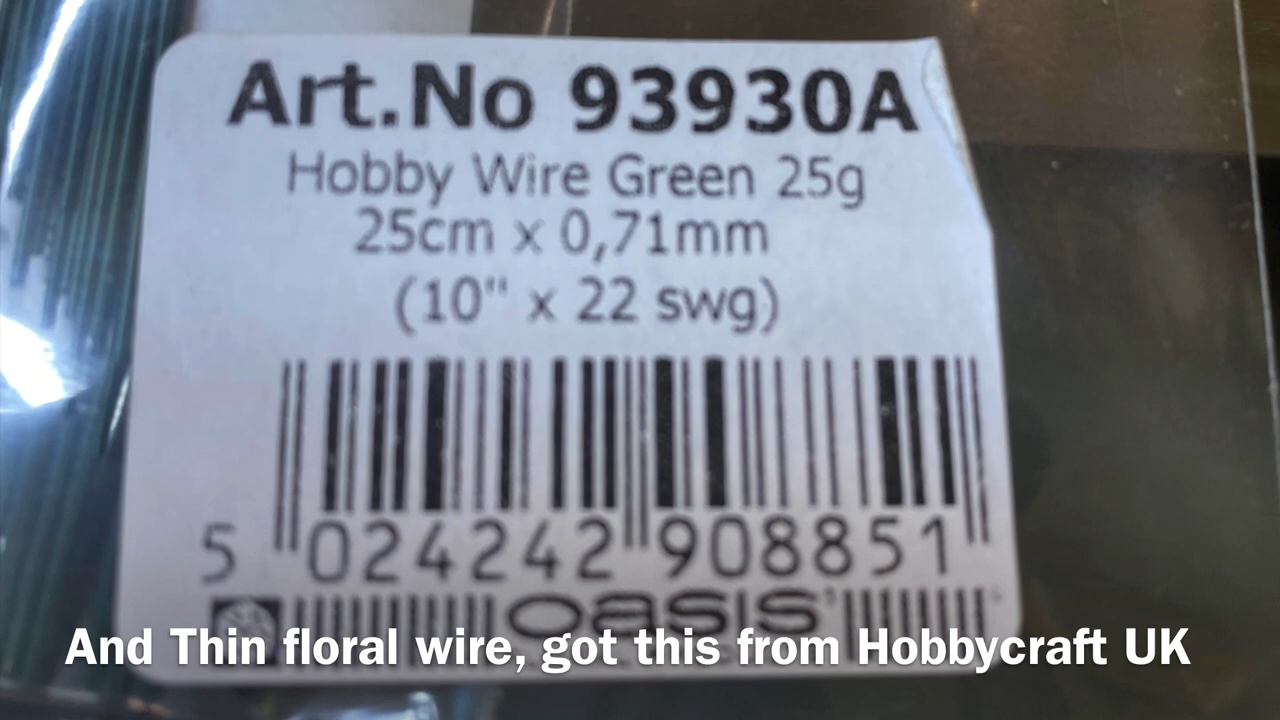 Art.No 93930A
Hobby Wire Green 25g
25cm x 0,71mm
(10" x 22 swg)
5 024242 908851
OASIS
And Thin floral wire, got this from Hobbycraft UK